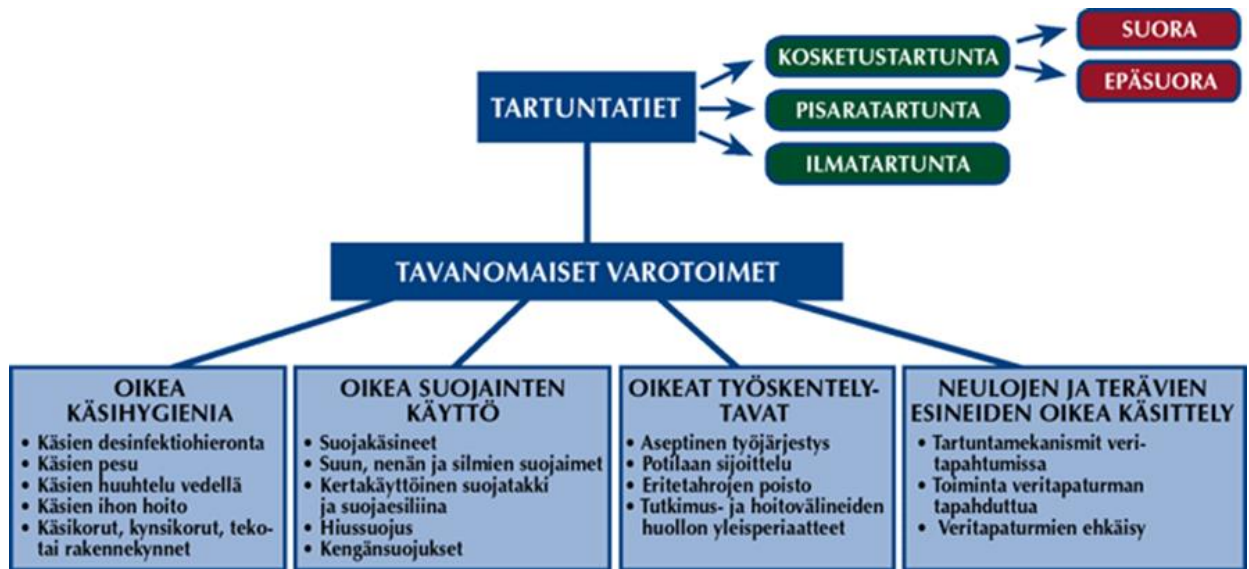 TARTUNTATIET
KOSKETUSTARTUNTA
SUORA
EPÄSUORA
PISARATARTUNTA
ILMATARTUNTA
TAVANOMAISET VAROTOIMET
OIKEA
KÄSIHYGIENIA
• Käsien desinfektiohieronta
• Käsien pesu
• Käsien huuhtelu vedellä
• Käsien ihon hoito
• Käsikorut, kynsikorut, teko-
tai rakennekynnet
OIKEA SUOJAINTEN
KÄYTTÖ
• Suojakäsineet
• Suun, nenän ja silmien suojaimet
• Kertakäyttöinen suojatakki
ja suojaesiliina
• Hiussuojus
• Kengänsuojukset
OIKEAT TYÖSKENTELY-
TAVAT
• Aseptinen työjärjestys
• Potilaan sijoittelu
• Eritetahrojen poisto
• Tutkimus- ja hoitovälineiden
huollon yleisperiaatteet
NEULOJEN JA TERÄVIEN
ESINEIDEN OIKEA KÄSITTELY
• Tartuntamekanismit veri-
tapahtumissa
• Toiminta veritapaturman
tapahduttua
• Veritapaturmien ehkäisy